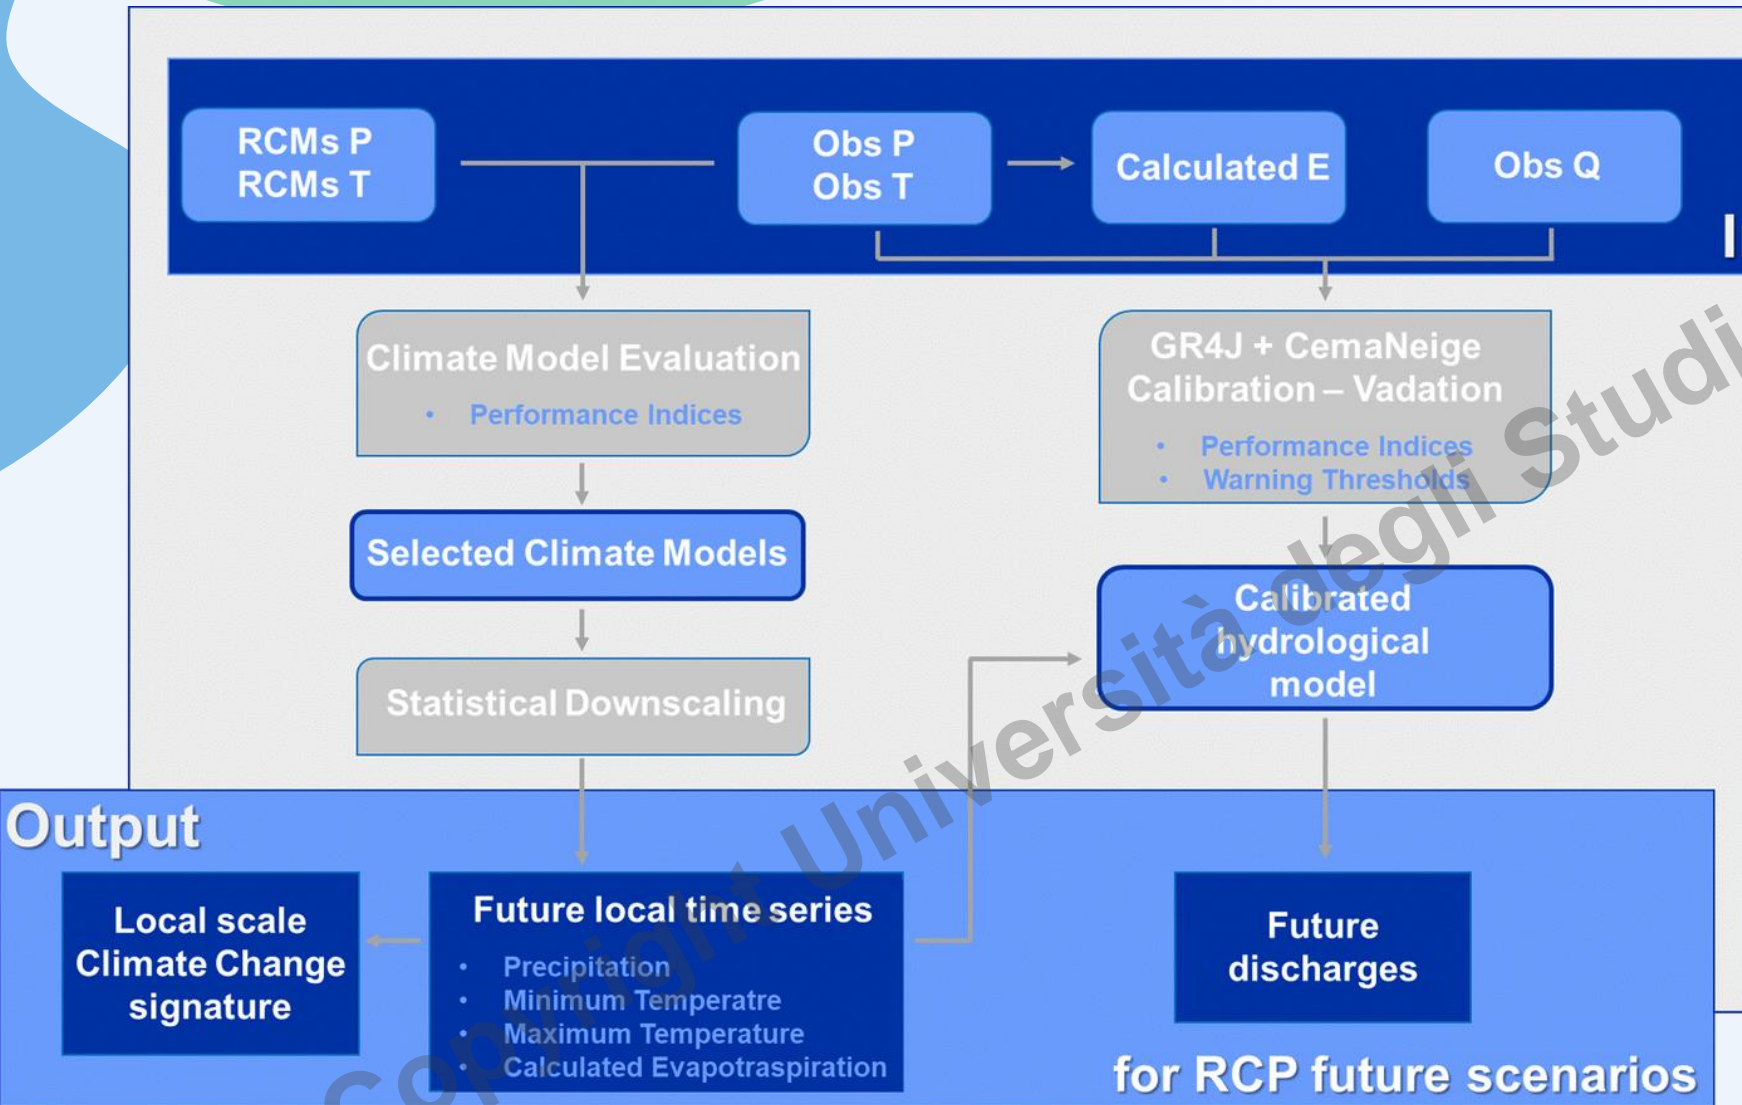 RCMs P
RCMs T
Obs P
Obs T
Calculated E
Obs Q
I
Climate Model Evaluation
• Performance Indices
GR4J + CemaNeige
Calibration – Vadation
• Performance Indices
• Warning Thresholds
Selected Climate Models
Calibrated
hydrological
model
Statistical Downscaling
Output
Local scale
Climate Change
signature
Future local time series
• Precipitation
• Minimum Temperatre
• Maximum Temperature
• Calculated Evapotraspiration
Future
discharges
for RCP future scenarios
Copyright Università degli Studi